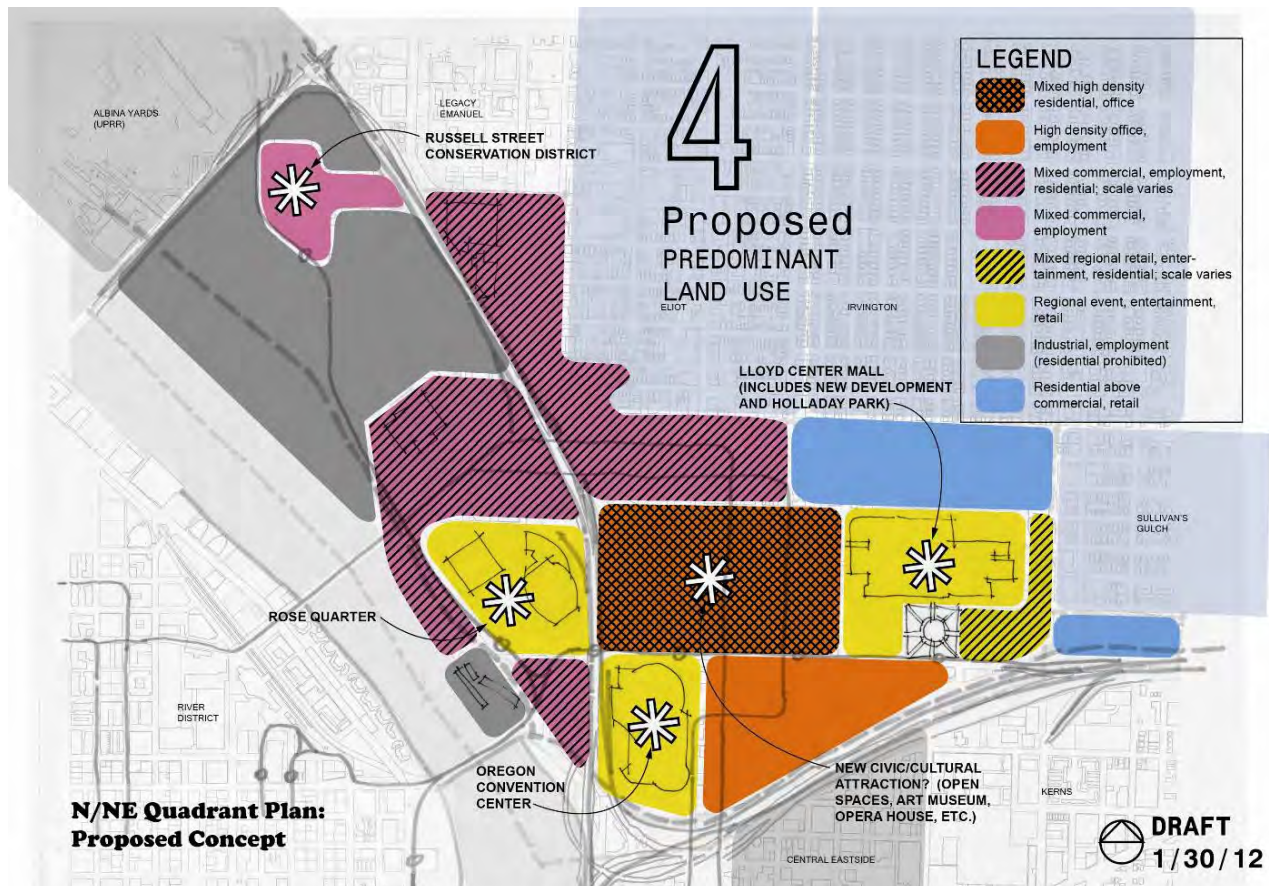 ALBINA YARDS
(UPRR)
LEGACY
EMANUEL
RUSSELL STREET
CONSERVATION DISTRICT
4
Proposed
PREDOMINANT
LAND USE
ELIOT
IRVINGTON
LEGEND
Mixed high density
residential, office
High density office,
employment
Mixed commercial, employment,
residential; scale varies
Mixed commercial,
employment
Mixed regional retail, enter-
tainment, residential; scale varies
Regional event, entertainment,
retail
Industrial, employment
(residential prohibited)
Residential above
commercial, retail
LLOYD CENTER MALL
(INCLUDES NEW DEVELOPMENT
AND HOLLADAY PARK)
SULLIVAN'S
GULCH
ROSE QUARTER
RIVER
DISTRICT
OREGON
CONVENTION
CENTER
NEW CIVIC/CULTURAL
ATTRACTION? (OPEN
SPACES, ART MUSEUM,
OPERA HOUSE, ETC.)
KERNS
CENTRAL EASTSIDE
N/NE Quadrant Plan:
Proposed Concept
DRAFT
1/30/12